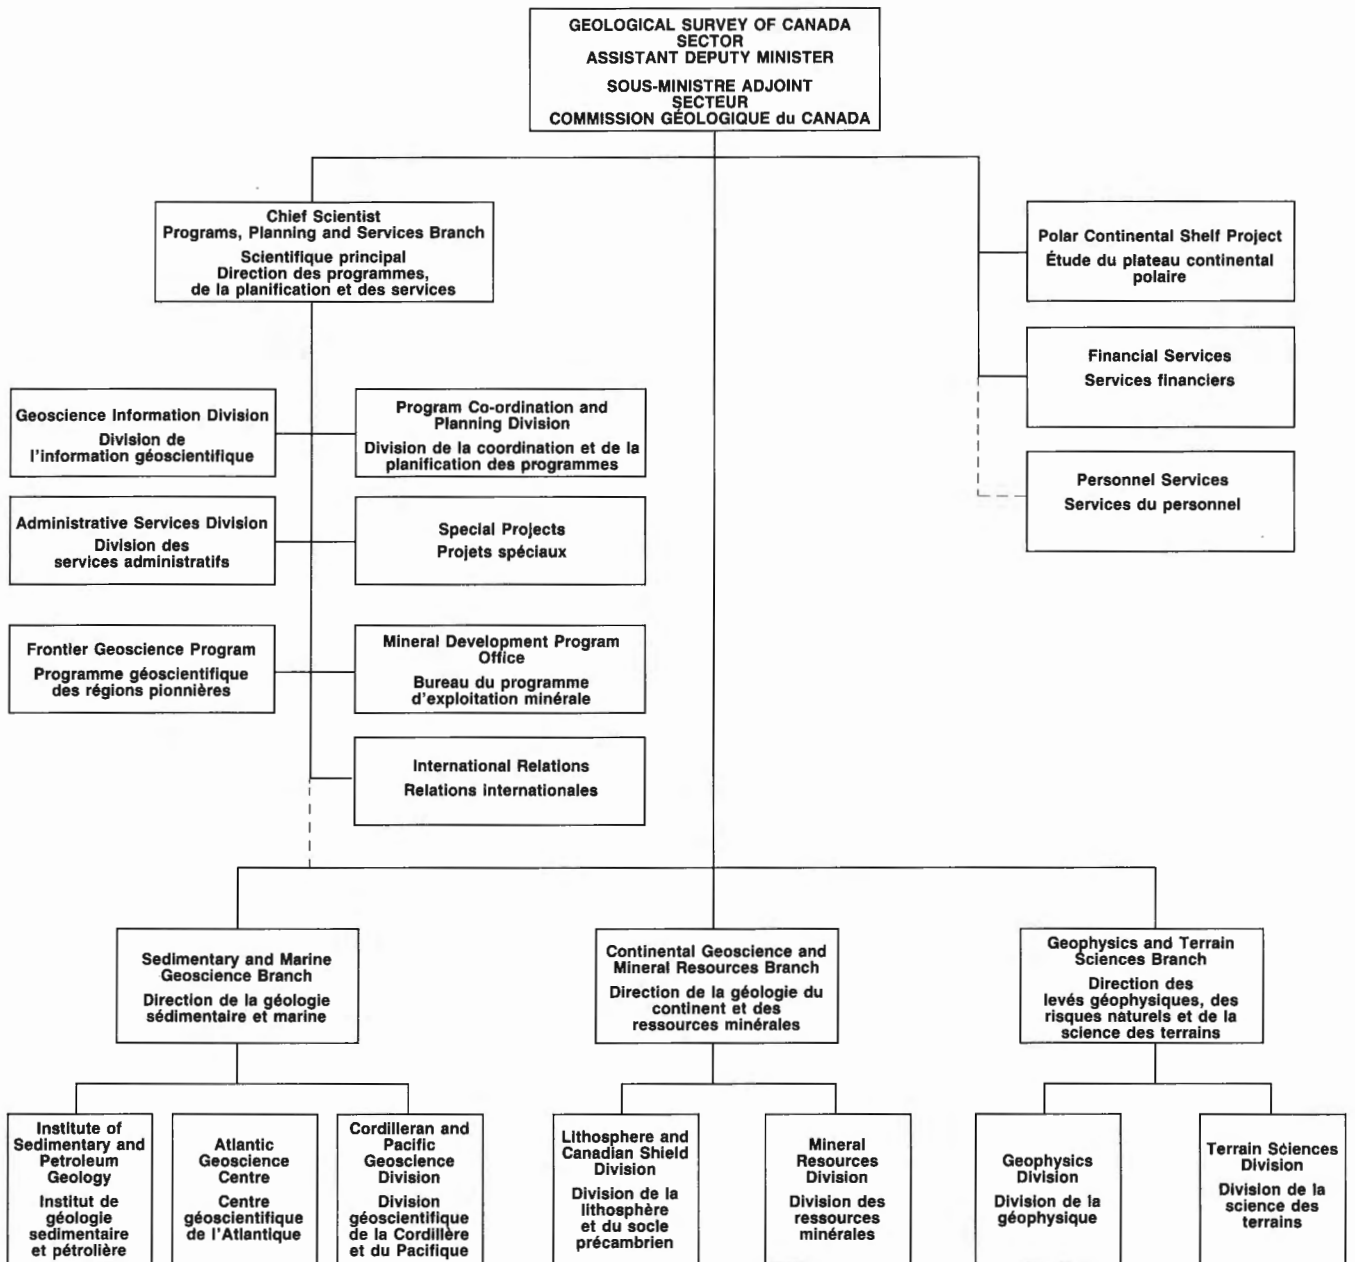 GEOLOGICAL SURVEY OF CANADA
SECTOR
ASSISTANT DEPUTY MINISTER
SOUS-MINISTRE ADJOINT
SECTEUR
COMMISSION GÉOLOGIQUE du CANADA
Chief Scientist
Programs, Planning and Services Branch
Scientifique principal
Direction des programmes,
de la planification et des services
Polar Continental Shelf Project
Étude du plateau continental
polaire
Financial Services
Services financiers
Personnel Services
Services du personnel
Geoscience Information Division
Division de
l'information géoscientifique
Program Co-ordination and
Planning Division
Division de la coordination et de la
planification des programmes
Administrative Services Division
Division des
services administratifs
Special Projects
Projets spéciaux
Frontier Geoscience Program
Programme géoscientifique
des régions pionnières
Mineral Development Program
Office
Bureau du programme
d'exploitation minérale
International Relations
Relations internationales
Sedimentary and Marine
Geoscience Branch
Direction de la géologie
sédimentaire et marine
Continental Geoscience and
Mineral Resources Branch
Direction de la géologie du
continent et des
ressources minérales
Geophysics and Terrain
Sciences Branch
Direction des
levés géophysiques, des
risques naturels et de la
science des terrains
Institute of
Sedimentary and
Petroleum
Geology
Institut de
géologie
sedimentaire
et pétrolière
Atlantic
Geoscience
Centre
Centre
géoscientifique
de l'Atlantique
Cordilleran and
Pacific
Geoscience
Division
Division
géoscientifique
de la Cordillère
et du Pacifique
Lithosphere and
Canadian Shield
Division
Division de la
lithosphère
et du socle
précambrien
Mineral
Resources
Division
Division des
ressources
minérales
Geophysics
Division
Division de la
géophysique
Terrain Sciences
Division
Division de la
science des
terrains